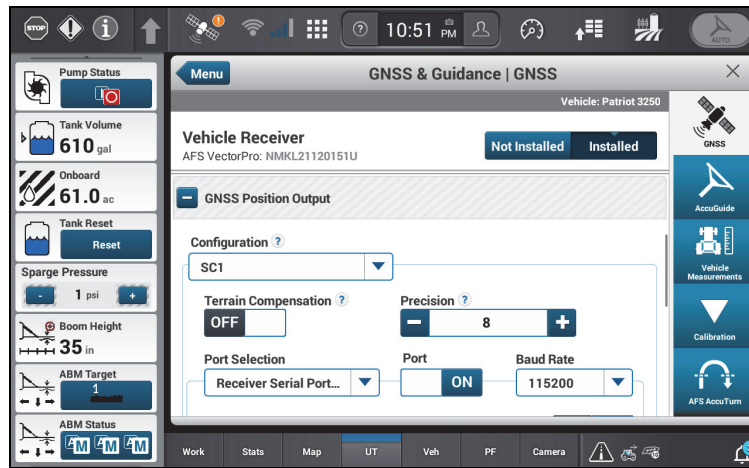 STOP
10:51 PM
AUTO
Pump Status
Tank Volume
610 gal
Onboard
61.0 ac
Tank Reset
Reset
Sparge Pressure
- 1 psi +
Boom Height
35 in
ABM Target
1
ABM Status
AM AM AM
Menu
GNSS & Guidance | GNSS
Vehicle: Patriot 3250
Vehicle Receiver
AFS VectorPro: NMKL21120151U
Not Installed
Installed
GNSS Position Output
Configuration ?
SC1
Terrain Compensation ?
OFF
Precision ?
8
Port Selection
Receiver Serial Port...
Port
ON
Baud Rate
115200
GNSS
AccuGuide
Vehicle
Measurements
Calibration
AFS AccuTurn
Work
Stats
Map
UT
Veh
PF
Camera